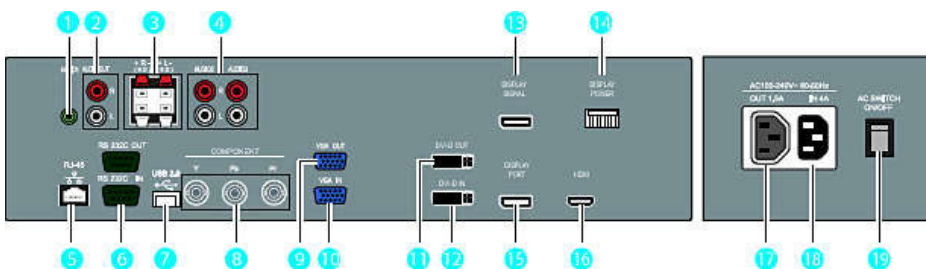 1
2
3
4
13
14
AUDIO OUT
+ R -
+ L -
AUDIO1
AUDIO2
R
L
R
L
DISPLAY
SIGNAL
DISPLAY
POWER
AC100-240V~ 50-60Hz
OUT 1,5A
IN 4A
AC SWITCH
ON/OFF
RS 232C OUT
RJ-45
RS 232C IN
USB 2.0
COMPONENT
Y
Pb
Pr
VGA OUT
VGA IN
DVI-D OUT
DVI-D IN
DISPLAY
PORT
HDMI
5
6
7
8
9
10
11
12
15
16
17
18
19